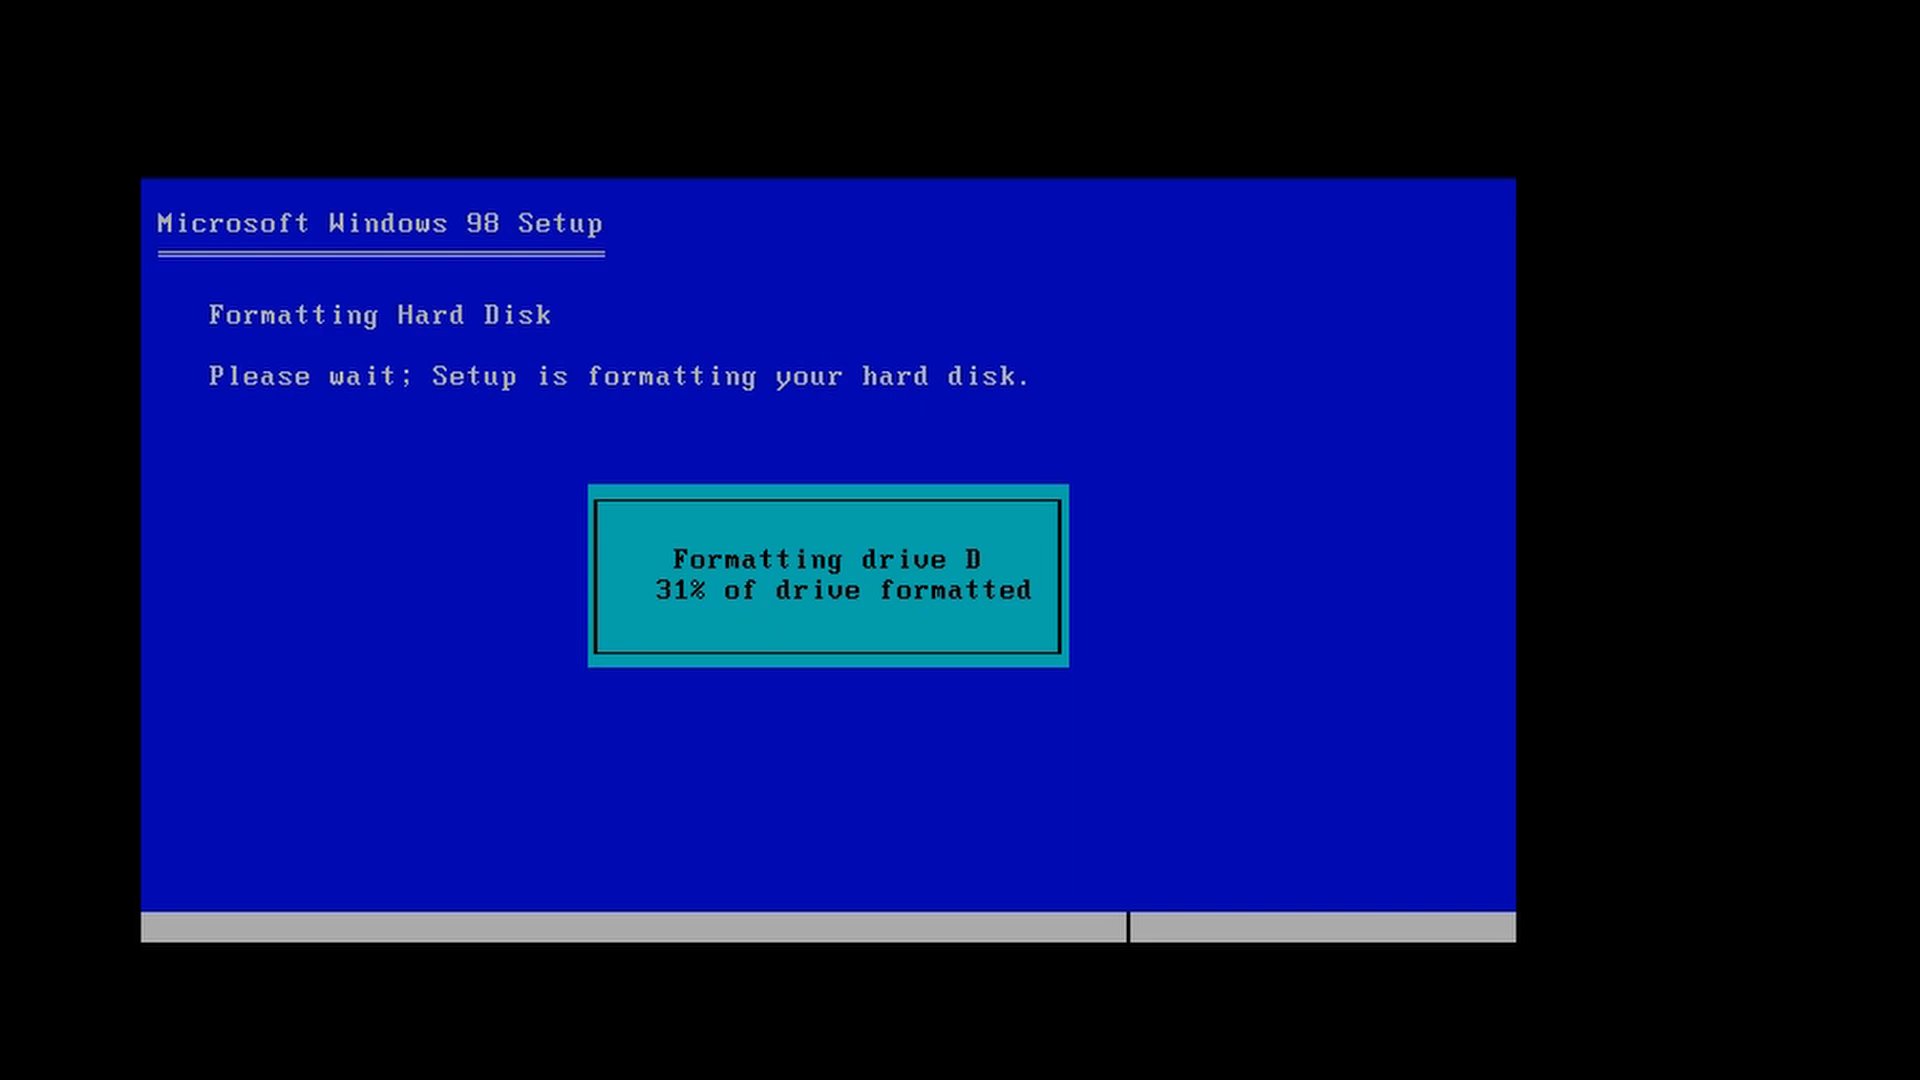 Microsoft Windows 98 Setup
Formatting Hard Disk
Please wait; Setup is formatting your hard disk.
Formatting drive D
31% of drive formatted